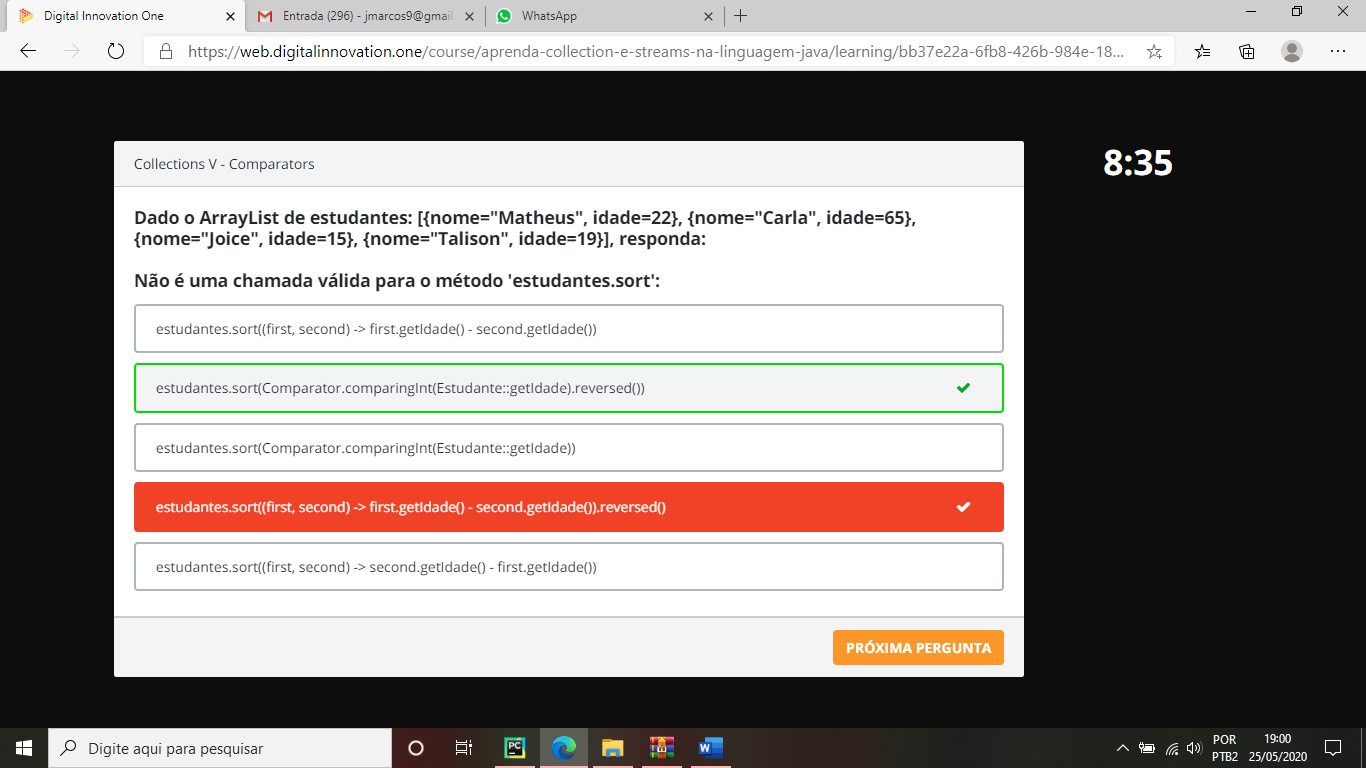 Digital Innovation One
Entrada (296) - jmarcos9@gmail.
WhatsApp
https://web.digitalinnovation.one/course/aprenda-collection-e-streams-na-linguagem-java/learning/bb37e22a-6fb8-426b-984e-18...
Collections V - Comparators
8:35
Dado o ArrayList de estudantes: [{nome="Matheus", idade=22}, {nome="Carla", idade=65},
{nome="Joice", idade=15}, {nome="Talison", idade=19}], responda:
Não é uma chamada válida para o método 'estudantes.sort':
estudantes.sort((first, second) -> first.getIdade() - second.getIdade())
estudantes.sort(Comparator.comparingInt(Estudante::getIdade).reversed())
estudantes.sort(Comparator.comparingInt(Estudante::getIdade))
estudantes.sort((first, second) -> first.getIdade() - second.getIdade()).reversed()
estudantes.sort((first, second) -> second.getIdade() - first.getIdade())
PRÓXIMA PERGUNTA
Digite aqui para pesquisar
PC
W
POR
PTB2
19:00
25/05/2020